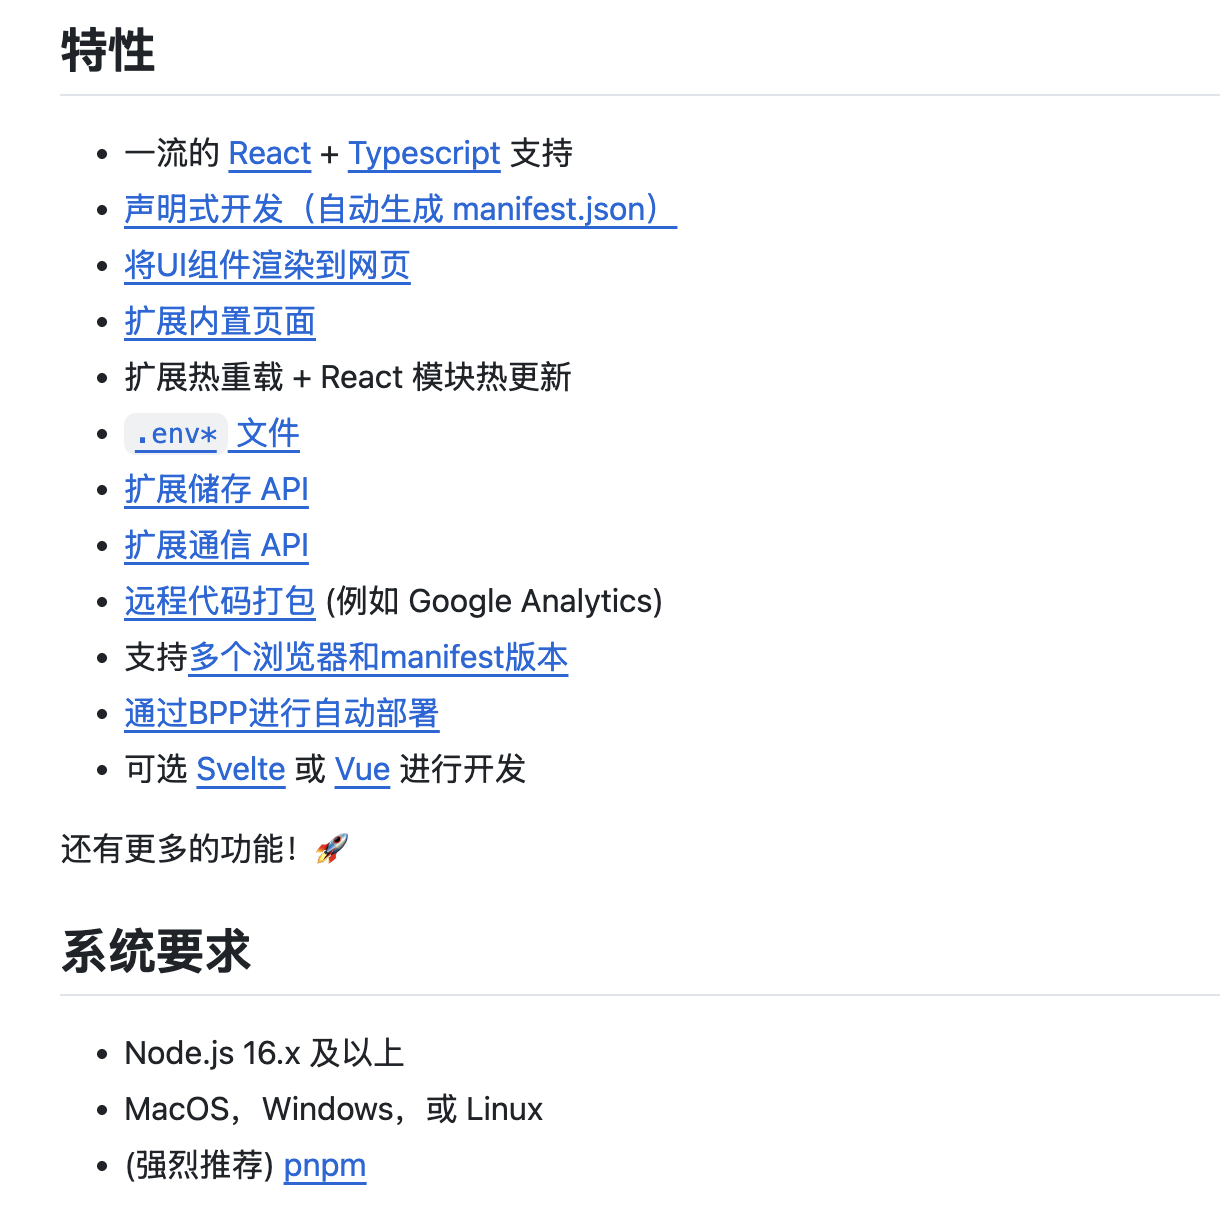 特性
一流的 React + Typescript 支持
声明式开发（自动生成 manifest.json）
将UI组件渲染到网页
扩展内置页面
扩展热重载 + React 模块热更新
.env* 文件
扩展储存 API
扩展通信 API
远程代码打包 (例如 Google Analytics)
支持多个浏览器和manifest版本
通过BPP进行自动部署
可选 Svelte 或 Vue 进行开发
还有更多的功能！🚀
系统要求
Node.js 16.x 及以上
MacOS，Windows，或 Linux
(强烈推荐) pnpm